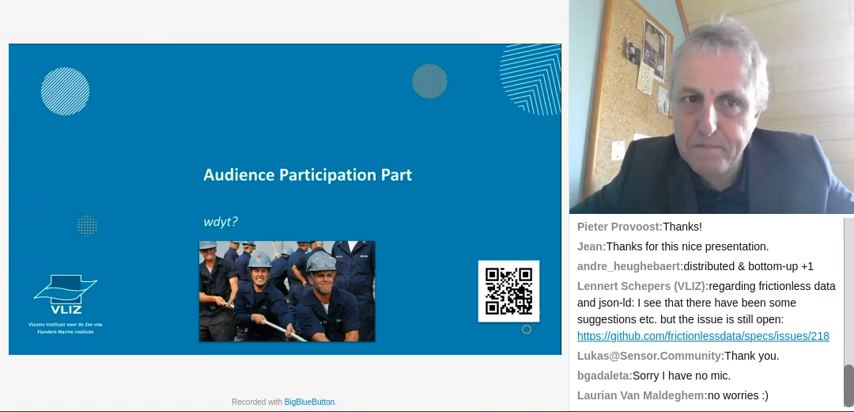 Audience Participation Part
wdyt?
VLIZ
Vlaams Instituut voor de Zee vzw
Flanders Marine Institute
Recorded with BigBlueButton.
Pieter Provoost:Thanks!
Jean:Thanks for this nice presentation.
andre_heughebaert:distributed & bottom-up +1
Lennert Schepers (VLIZ):regarding frictionless data
and json-ld: I see that there have been some
suggestions etc. but the issue is still open:
https://github.com/frictionlessdata/specs/issues/218
Lukas@Sensor.Community:Thank you.
bgadaleta:Sorry I have no mic.
Laurian Van Maldeghem:no worries :)